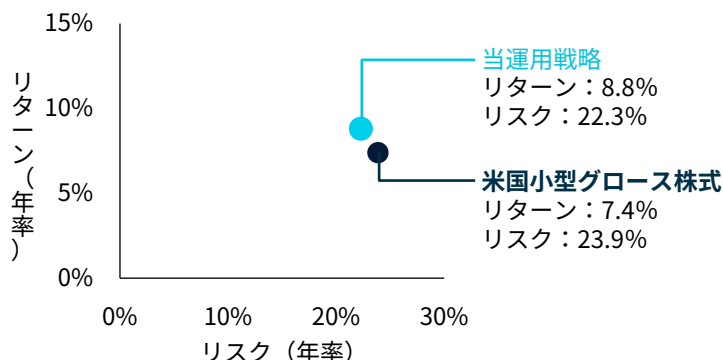 15%
10%
5%
0%
リターン（年率）
0%
10%
20%
30%
リスク（年率）
当運用戦略
リターン：8.8%
リスク：22.3%
米国小型グロース株式
リターン：7.4%
リスク：23.9%